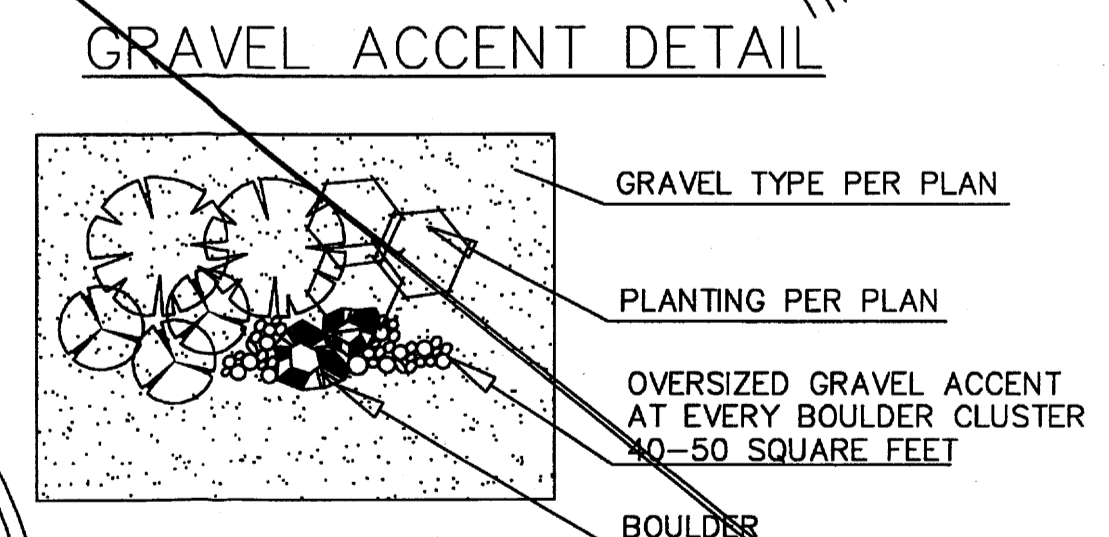 GRAVEL ACCENT DETAIL
GRAVEL TYPE PER PLAN
PLANTING PER PLAN
OVERSIZED GRAVEL ACCENT
AT EVERY BOULDER CLUSTER
40-50 SQUARE FEET
BOULDER